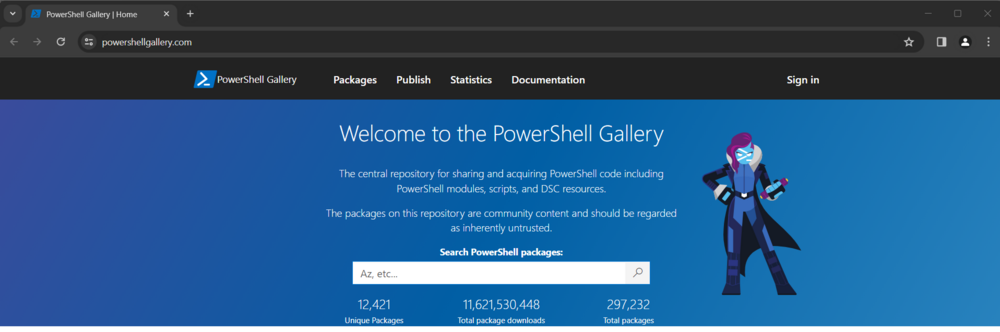 PowerShell Gallery | Home
powershellgallery.com
PowerShell Gallery Packages Publish Statistics Documentation Sign in
Welcome to the PowerShell Gallery
The central repository for sharing and acquiring PowerShell code including
PowerShell modules, scripts, and DSC resources.
The packages on this repository are community content and should be regarded
as inherently untrusted.
Search PowerShell packages:
Az, etc...
12,421 11,621,530,448 297,232
Unique Packages Total package downloads Total packages